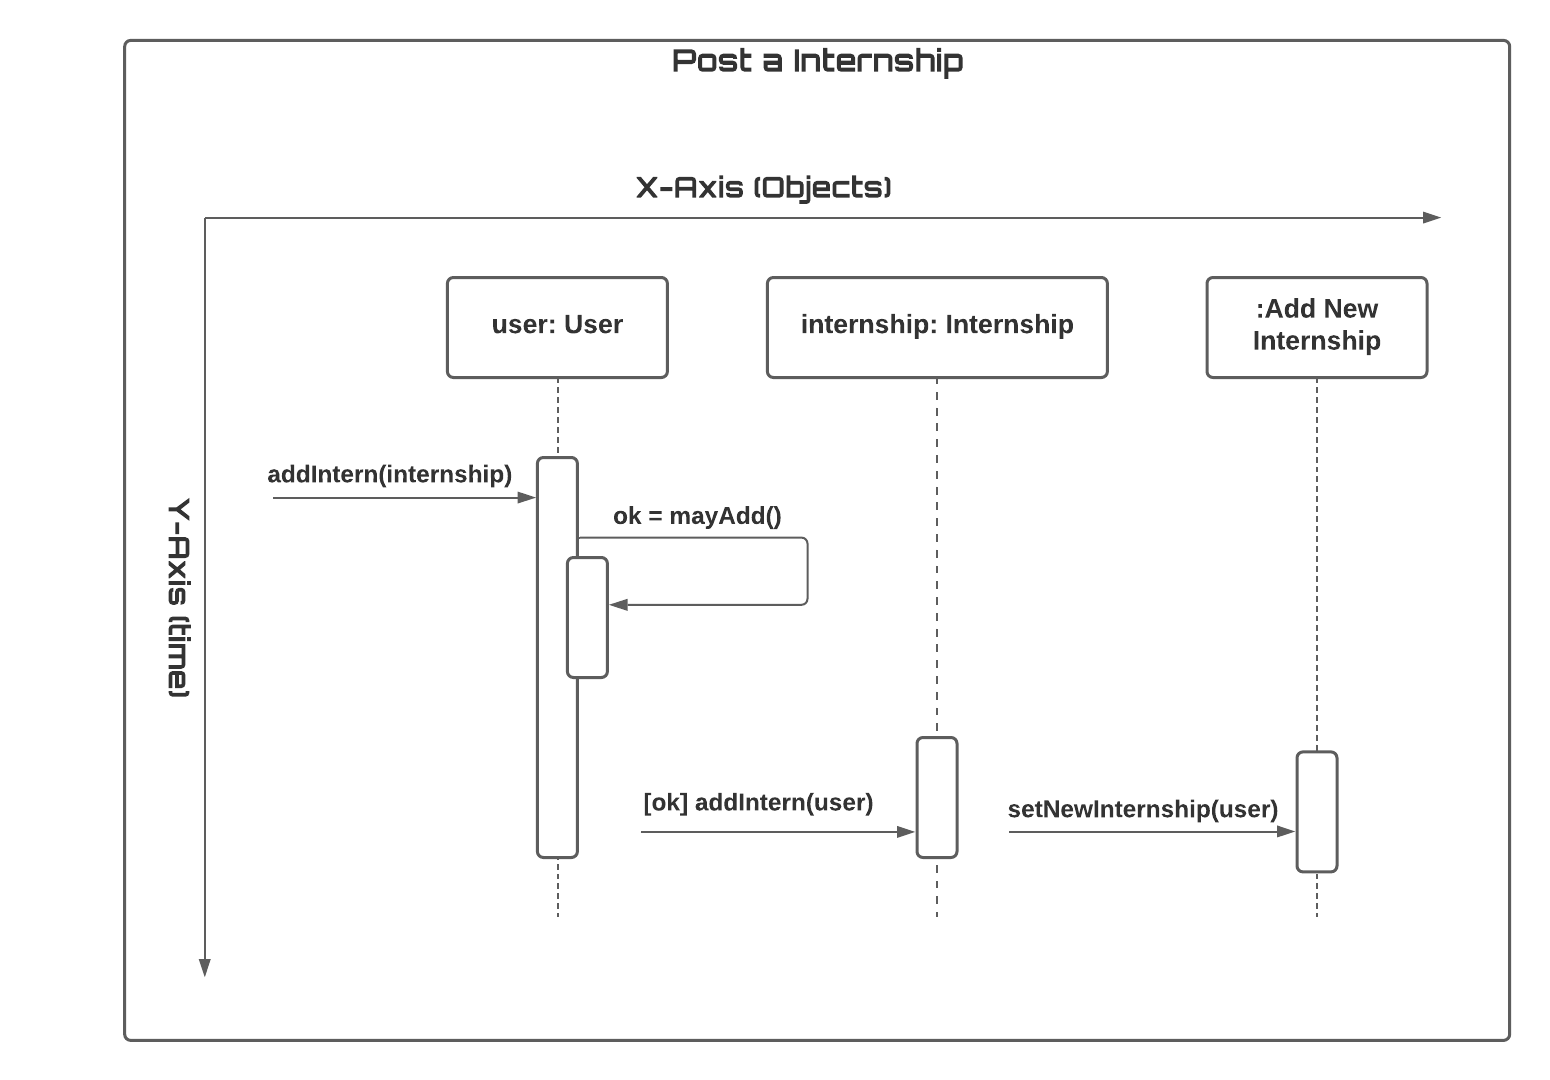 Post a Internship
X-Axis (Objects)
user: User
internship: Internship
:Add New
Internship
addIntern(internship)
ok = mayAdd()
Y-Axis (time)
[ok] addIntern(user)
setNewInternship(user)